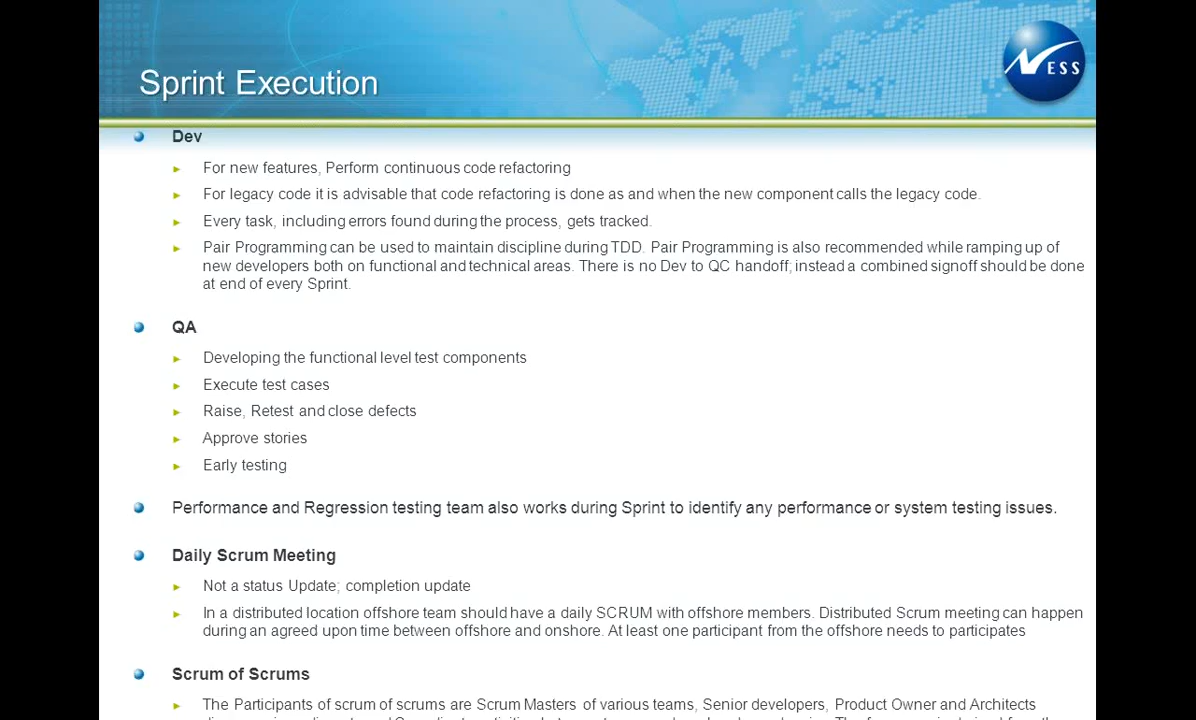 Sprint Execution
NESS
Dev
For new features, Perform continuous code refactoring
For legacy code it is advisable that code refactoring is done as and when the new component calls the legacy code.
Every task, including errors found during the process, gets tracked.
Pair Programming can be used to maintain discipline during TDD. Pair Programming is also recommended while ramping up of
new developers both on functional and technical areas. There is no Dev to QC handoff, instead a combined signoff should be done
at end of every Sprint.
QA
Developing the functional level test components
Execute test cases
Raise, Retest and close defects
Approve stories
Early testing
Performance and Regression testing team also works during Sprint to identify any performance or system testing issues.
Daily Scrum Meeting
Not a status Update; completion update
In a distributed location offshore team should have a daily SCRUM with offshore members. Distributed Scrum meeting can happen
during an agreed upon time between offshore and onshore. At least one participant from the offshore needs to participates
Scrum of Scrums
The Participants of scrum of scrums are Scrum Masters of various teams, Senior developers, Product Owner and Architects